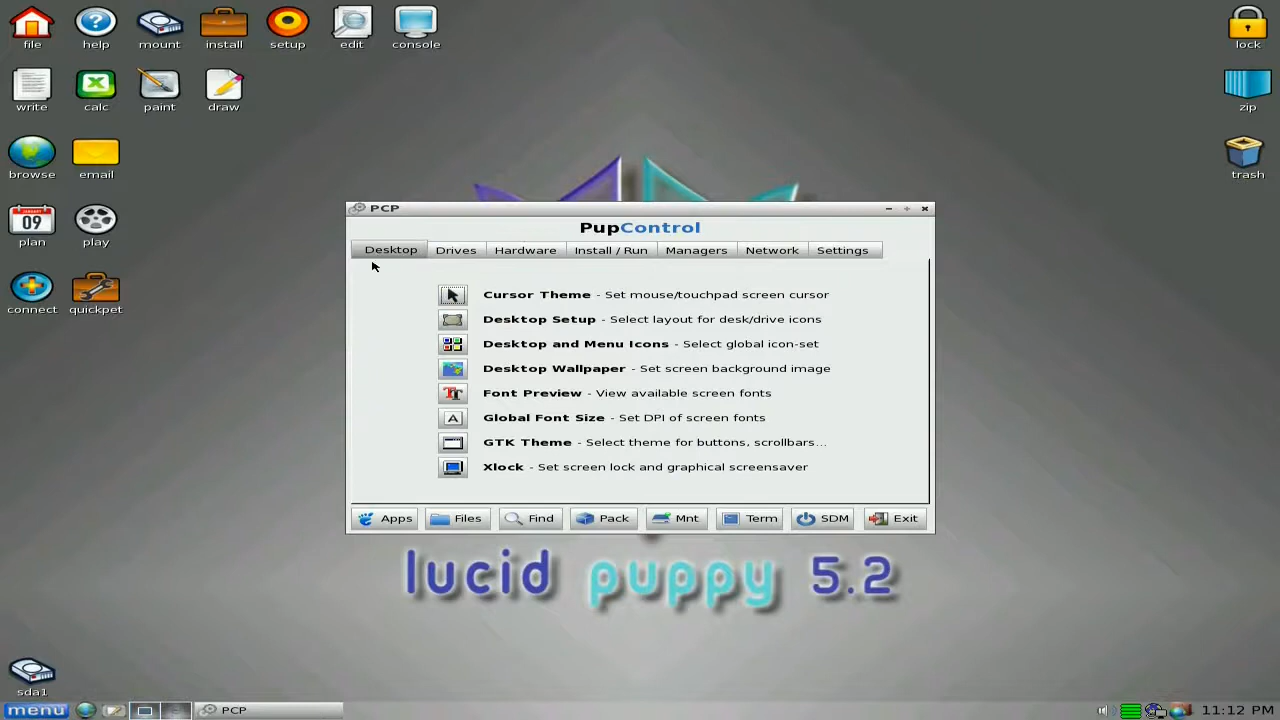 file help mount install setup edit console lock
write calc paint draw zip
browse email trash
JANUARY
09
plan play
connect quickpet
PCP
PupControl
Desktop Drives Hardware Install / Run Managers Network Settings
Cursor Theme - Set mouse/touchpad screen cursor
Desktop Setup - Select layout for desk/drive icons
Desktop and Menu Icons - Select global icon-set
Desktop Wallpaper - Set screen background image
Font Preview - View available screen fonts
Global Font Size - Set DPI of screen fonts
GTK Theme - Select theme for buttons, scrollbars...
Xlock - Set screen lock and graphical screensaver
Apps Files Find Pack Mnt Term SDM Exit
lucid puppy 5.2
sda1
menu PCP 11:12 PM